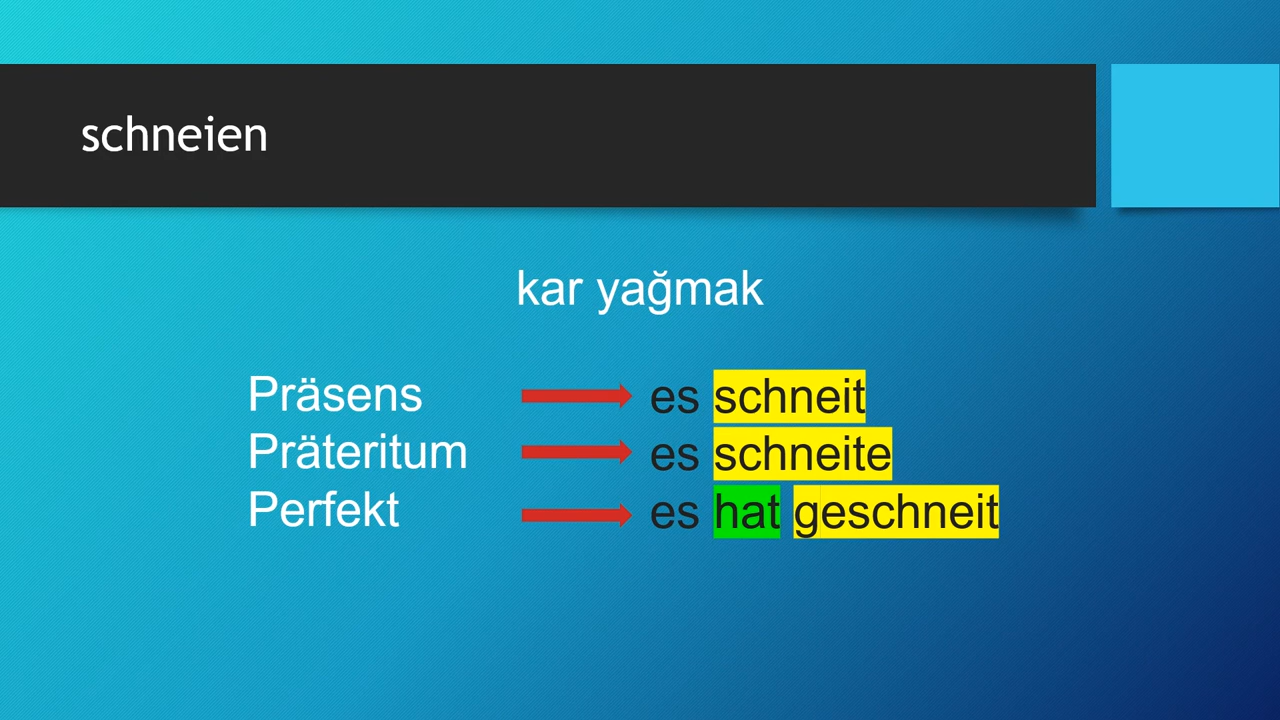 schneien
kar yağmak
Präsens es schneit
Präteritum es schneite
Perfekt es hat geschneit